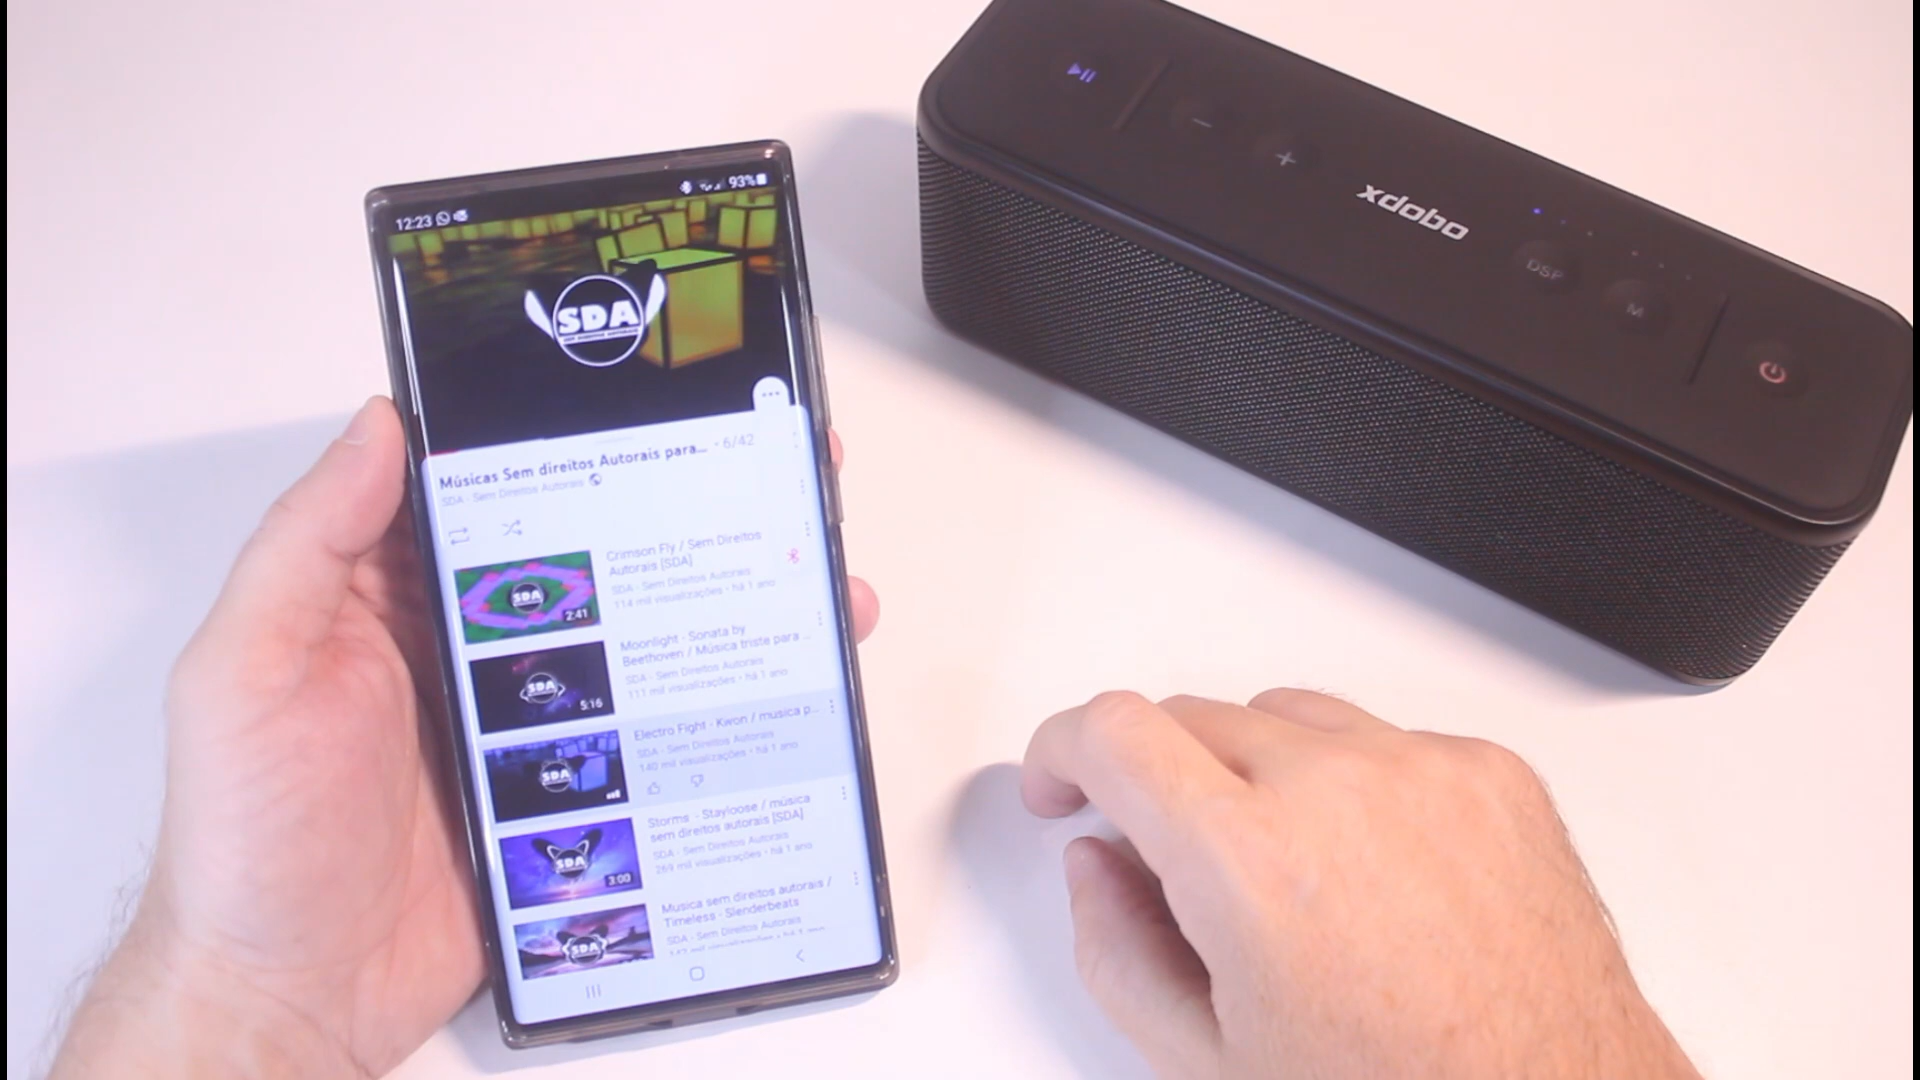 12:23
93%
SDA
Músicas Sem direitos Autorais para... - 6/42
SDA - Sem Direitos Autorais
Crimson Fly / Sem Direitos
Autorais [SDA]
SDA - Sem Direitos Autorais
114 mil visualizações • há 1 ano
SDA
2:41
Moonlight - Sonata by
Beethoven / Música triste para ...
SDA - Sem Direitos Autorais
111 mil visualizações • há 1 ano
SDA
5:16
Electro Fight - Kwon / musica p...
SDA - Sem Direitos Autorais
140 mil visualizações • há 1 ano
SDA
Storms - Stayloose / música
sem direitos autorais [SDA]
SDA - Sem Direitos Autorais
269 mil visualizações • há 1 ano
SDA
3:00
Musica sem direitos autorais /
Timeless - Slenderbeats
SDA - Sem Direitos Autorais
SDA
xdobo
DSP
M